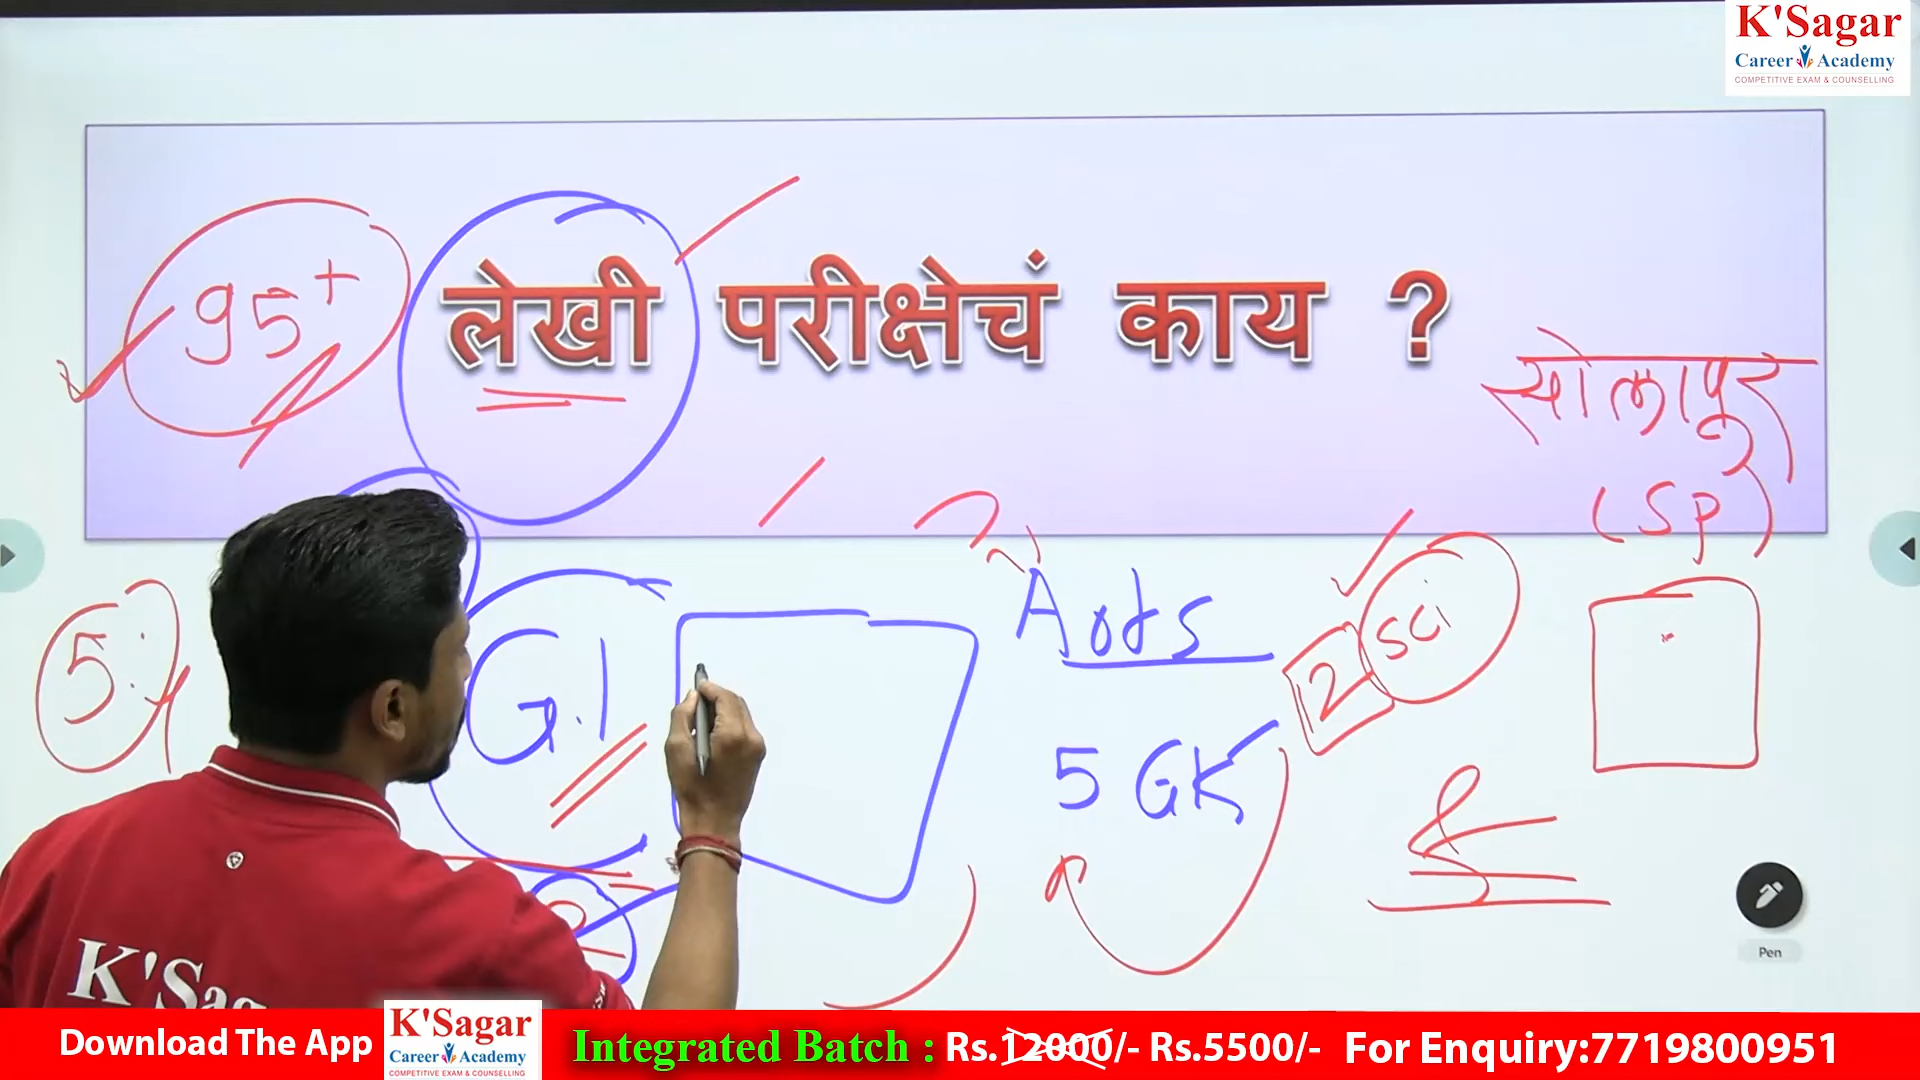 K'Sagar
Career Academy
COMPETITIVE EXAM & COUNSELLING
95+
लेखी परीक्षेचं काय ?
सोलापूर
(SP)
5
G.I
Arts
2 SCi
5 GK
Pen
K'Sag
Download The App
K'Sagar
Career Academy
COMPETITIVE EXAM & COUNSELLING
Integrated Batch : Rs.12000/- Rs.5500/- For Enquiry:7719800951